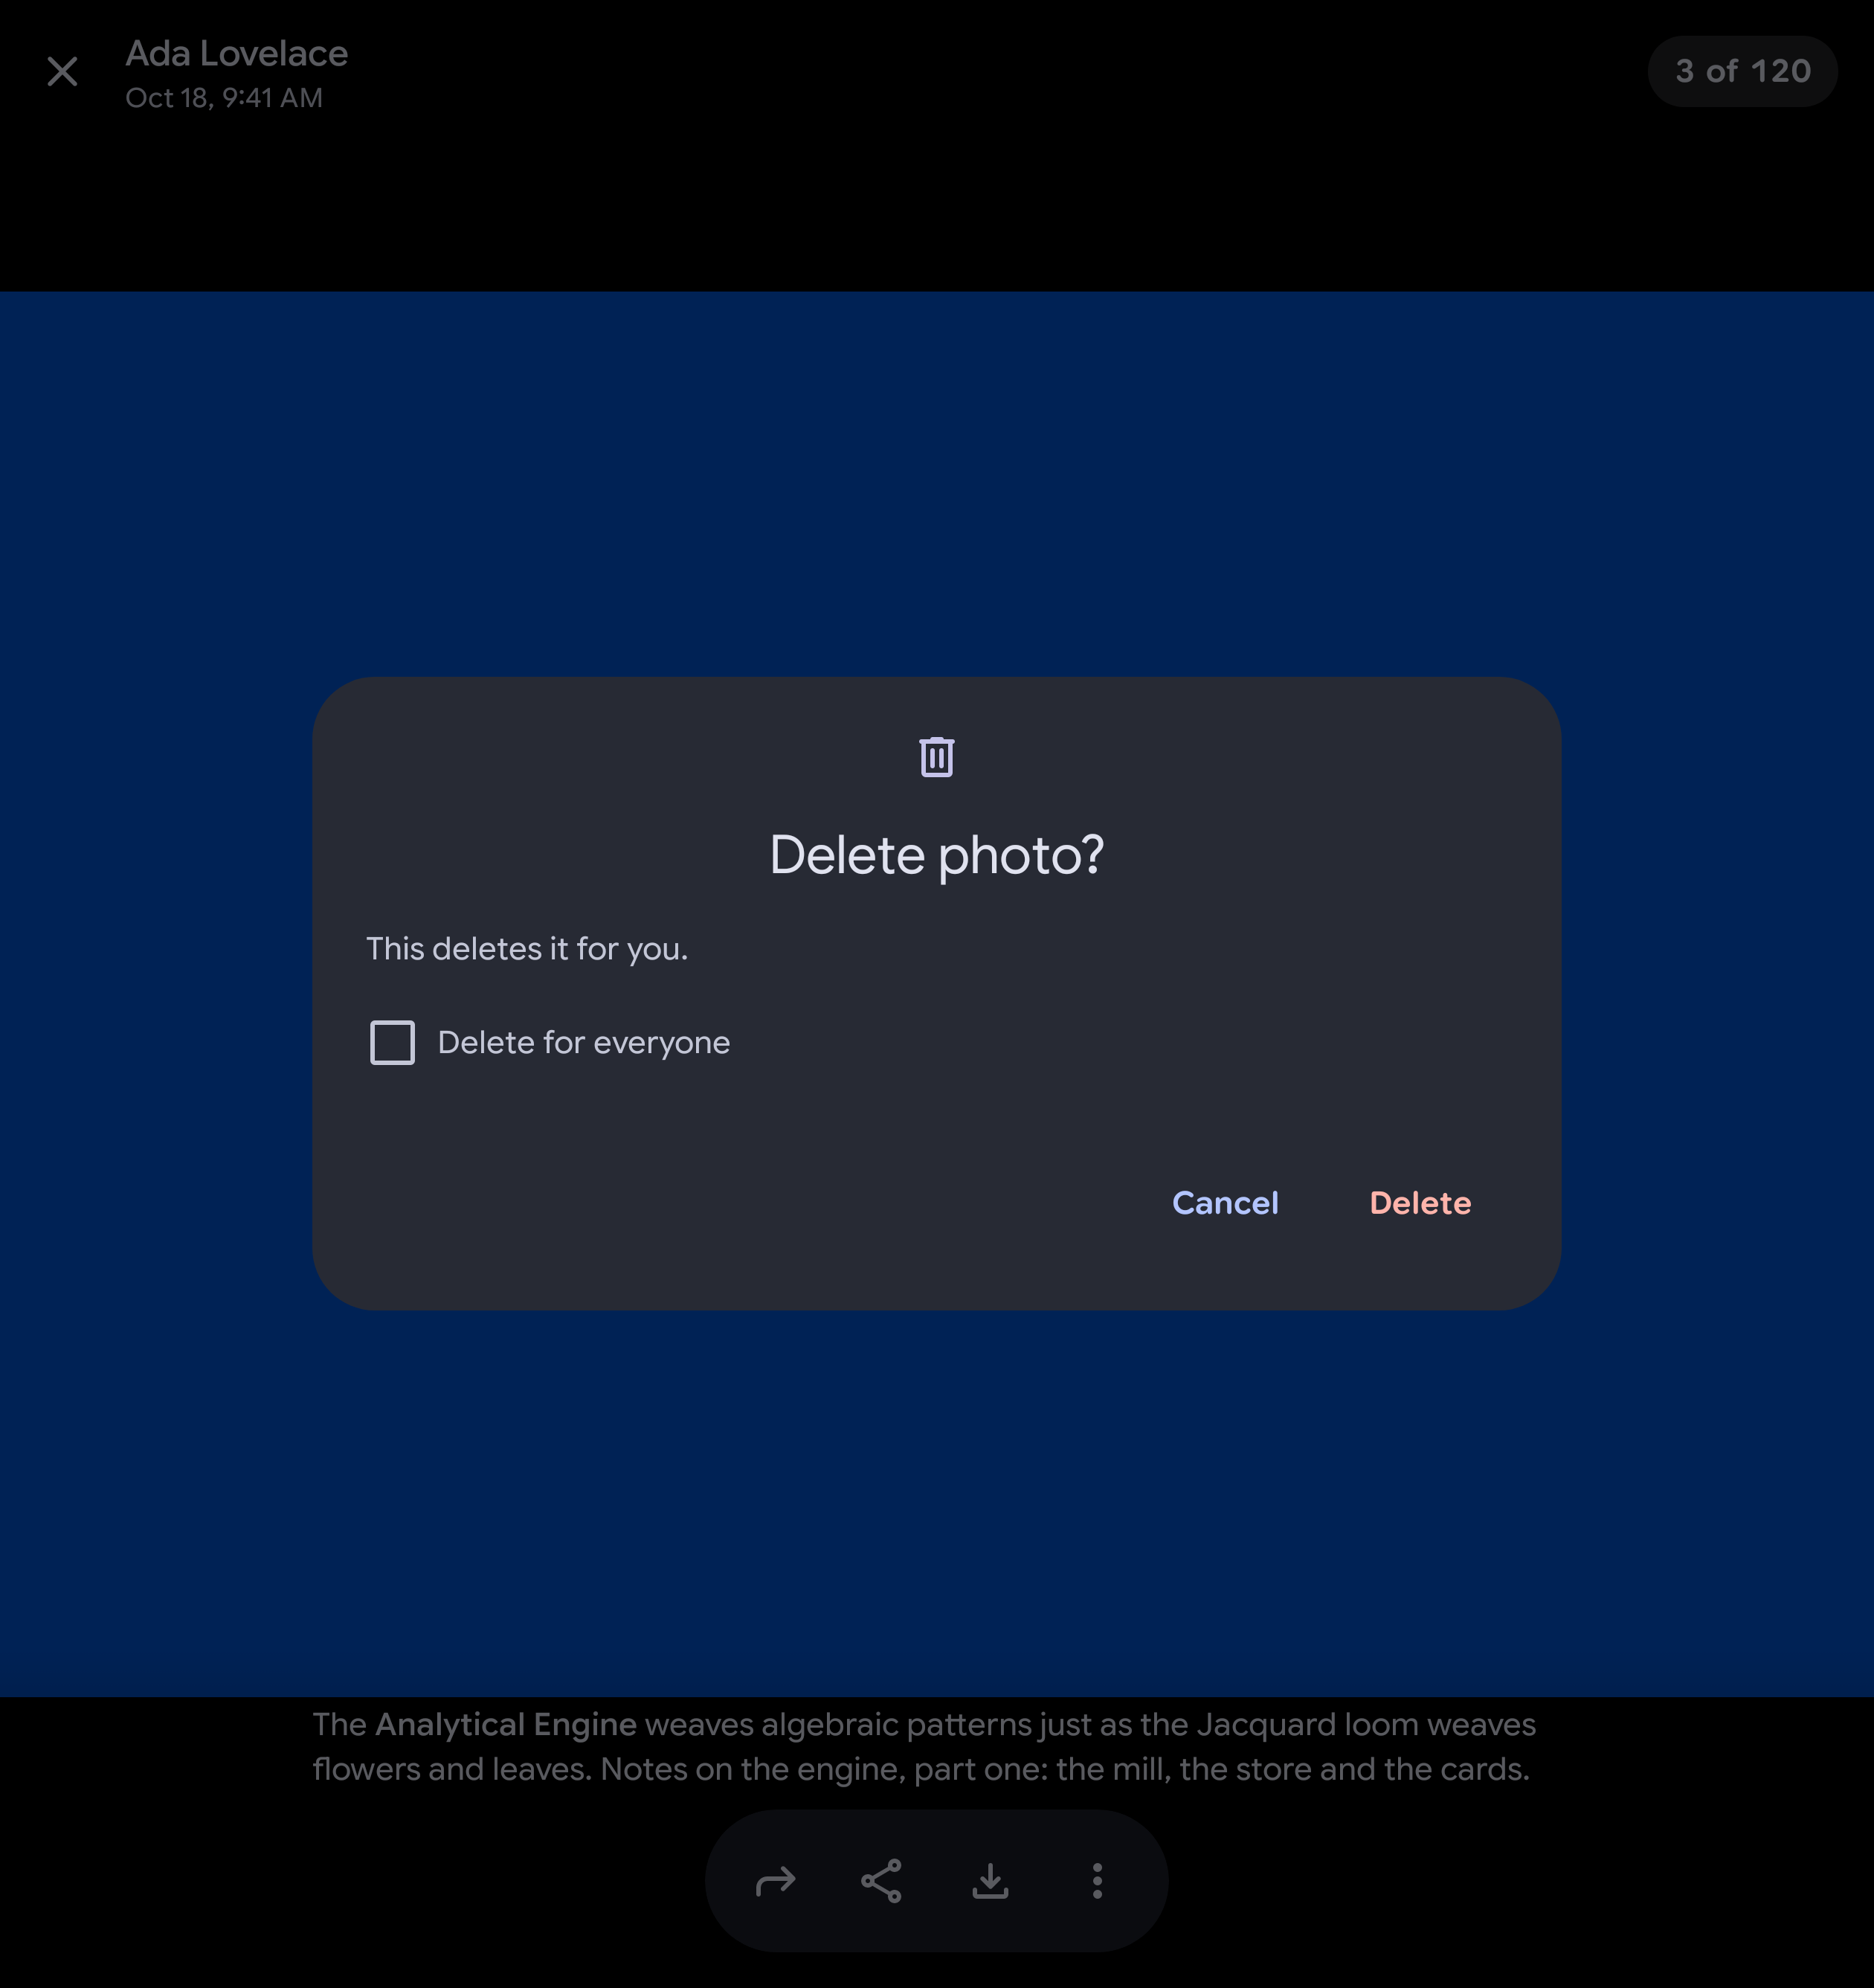 Ada Lovelace
Oct 18, 9:41 AM
3 of 120
Delete photo?
This deletes it for you.
Delete for everyone
Cancel
Delete
The Analytical Engine weaves algebraic patterns just as the Jacquard loom weaves
flowers and leaves. Notes on the engine, part one: the mill, the store and the cards.